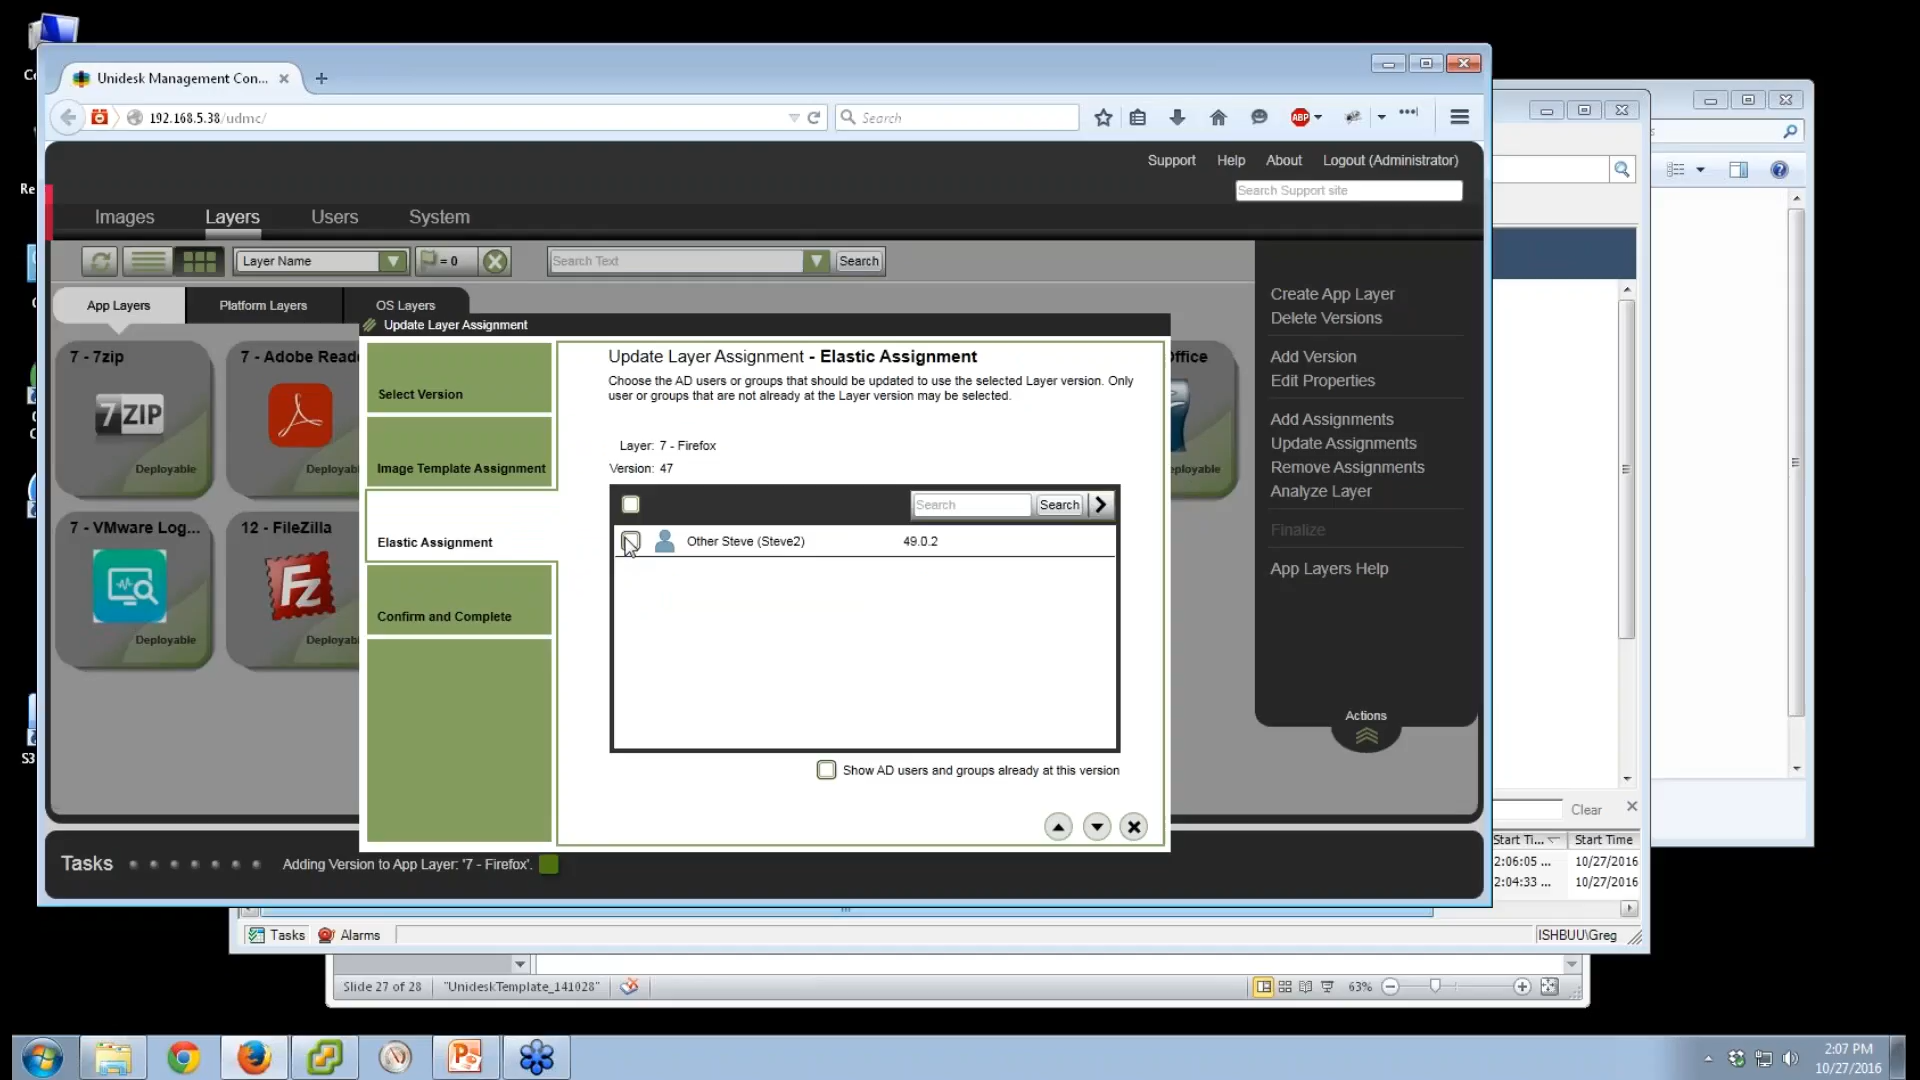 Unidesk Management Con...
192.168.5.38/udmc/
Search
ABP
Support Help About Logout (Administrator)
Search Support site
Images Layers Users System
Layer Name
= 0
Search Text
Search
App Layers
Platform Layers
OS Layers
Update Layer Assignment
7 - 7zip
7ZIP
Deployable
7 - Adobe Read
Deployabl
ffice
eployable
7 - VMware Log...
Deployable
12 - FileZilla
Fz
Deployabl
Select Version
Image Template Assignment
Elastic Assignment
Confirm and Complete
Update Layer Assignment - Elastic Assignment
Choose the AD users or groups that should be updated to use the selected Layer version. Only
user or groups that are not already at the Layer version may be selected.
Layer: 7 - Firefox
Version: 47
Search
Search
Other Steve (Steve2) 49.0.2
Show AD users and groups already at this version
Create App Layer
Delete Versions
Add Version
Edit Properties
Add Assignments
Update Assignments
Remove Assignments
Analyze Layer
Finalize
App Layers Help
Actions
Tasks
Adding Version to App Layer: '7 - Firefox'.
Clear
Start Ti... Start Time
2:06:05 ... 10/27/2016
2:04:33 ... 10/27/2016
Tasks
Alarms
ISHBUU\Greg
Slide 27 of 28
"UnideskTemplate_141028"
63%
Re
S3
2:07 PM
10/27/2016